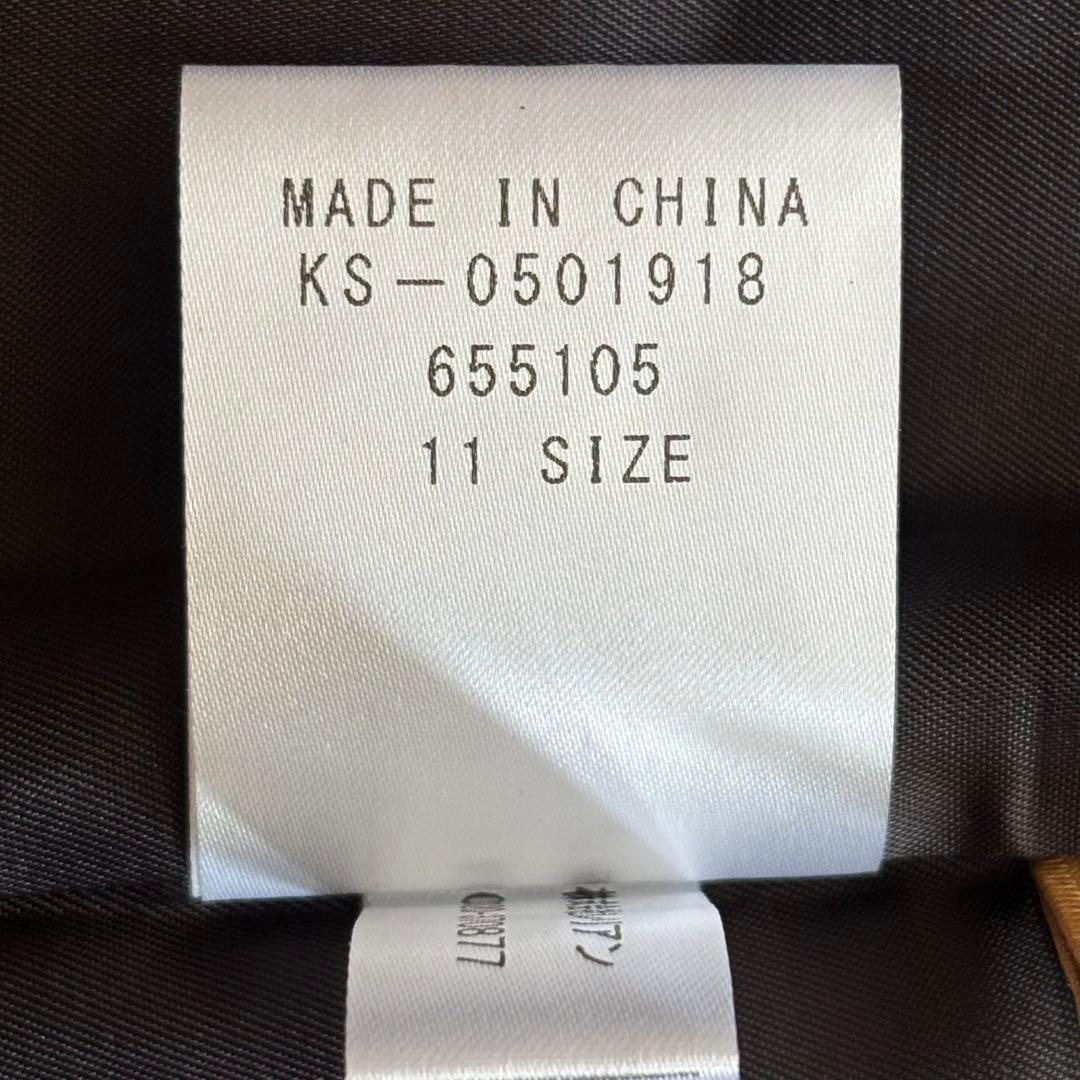 MADE IN CHINA
KS-0501918
655105
11 SIZE